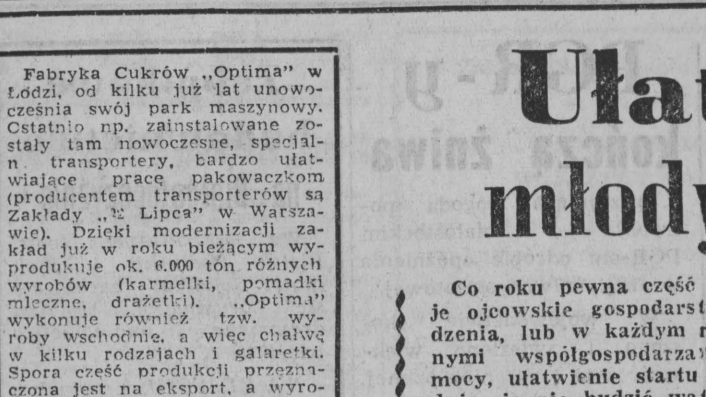 Fabryka Cukrów „Optima" w
Łodzi, od kilku już lat unowo-
cześnia swój park maszynowy.
Ostatnio np. zainstalowane zo-
stały tam nowoczesne, specjal-
n transportery, bardzo ułat-
wiające pracę pakowaczkom
(producentem transporterów są
Zakłady „22 Lipca" w Warsza-
wie). Dzięki modernizacji za-
kład już w roku bieżącym wy-
produkuje ok. 6.000 ton różnych
wyrobów (karmelki, pomadki
mleczne, drażetki). „Optima"
wykonuje również tzw. wy-
roby wschodnie, a więc chałwę
w kilku rodzajach i galaretki.
Spora część produkcji przezna-
czona jest na eksport, a wyro-
Ułat
młody
Co roku pewna część
je ojcowskie gospodarst
dzenia, lub w każdym r
nymi współgospodarza
mocy, ułatwienie startu